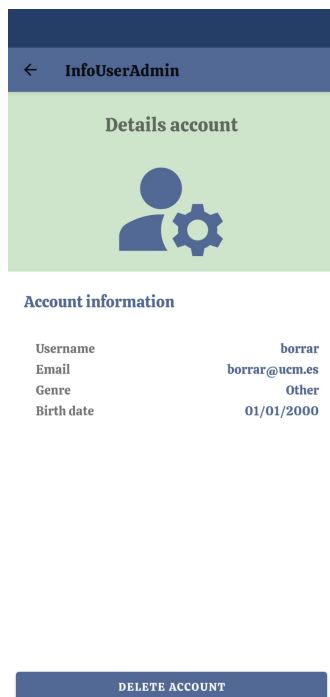 InfoUserAdmin
Details account
Account information
Username borrar
Email borrar@ucm.es
Genre Other
Birth date 01/01/2000
DELETE ACCOUNT